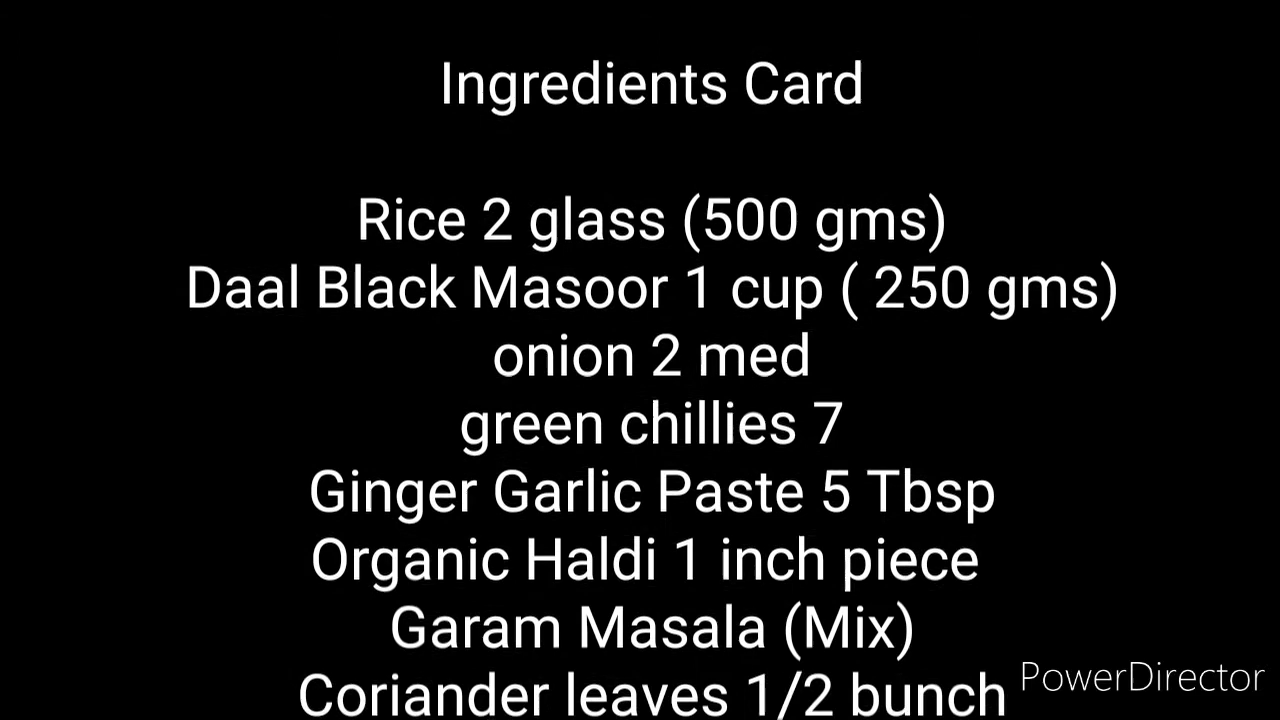 Ingredients Card
Rice 2 glass (500 gms)
Daal Black Masoor 1 cup ( 250 gms)
onion 2 med
green chillies 7
Ginger Garlic Paste 5 Tbsp
Organic Haldi 1 inch piece
Garam Masala (Mix)
Coriander leaves 1/2 bunch
PowerDirector